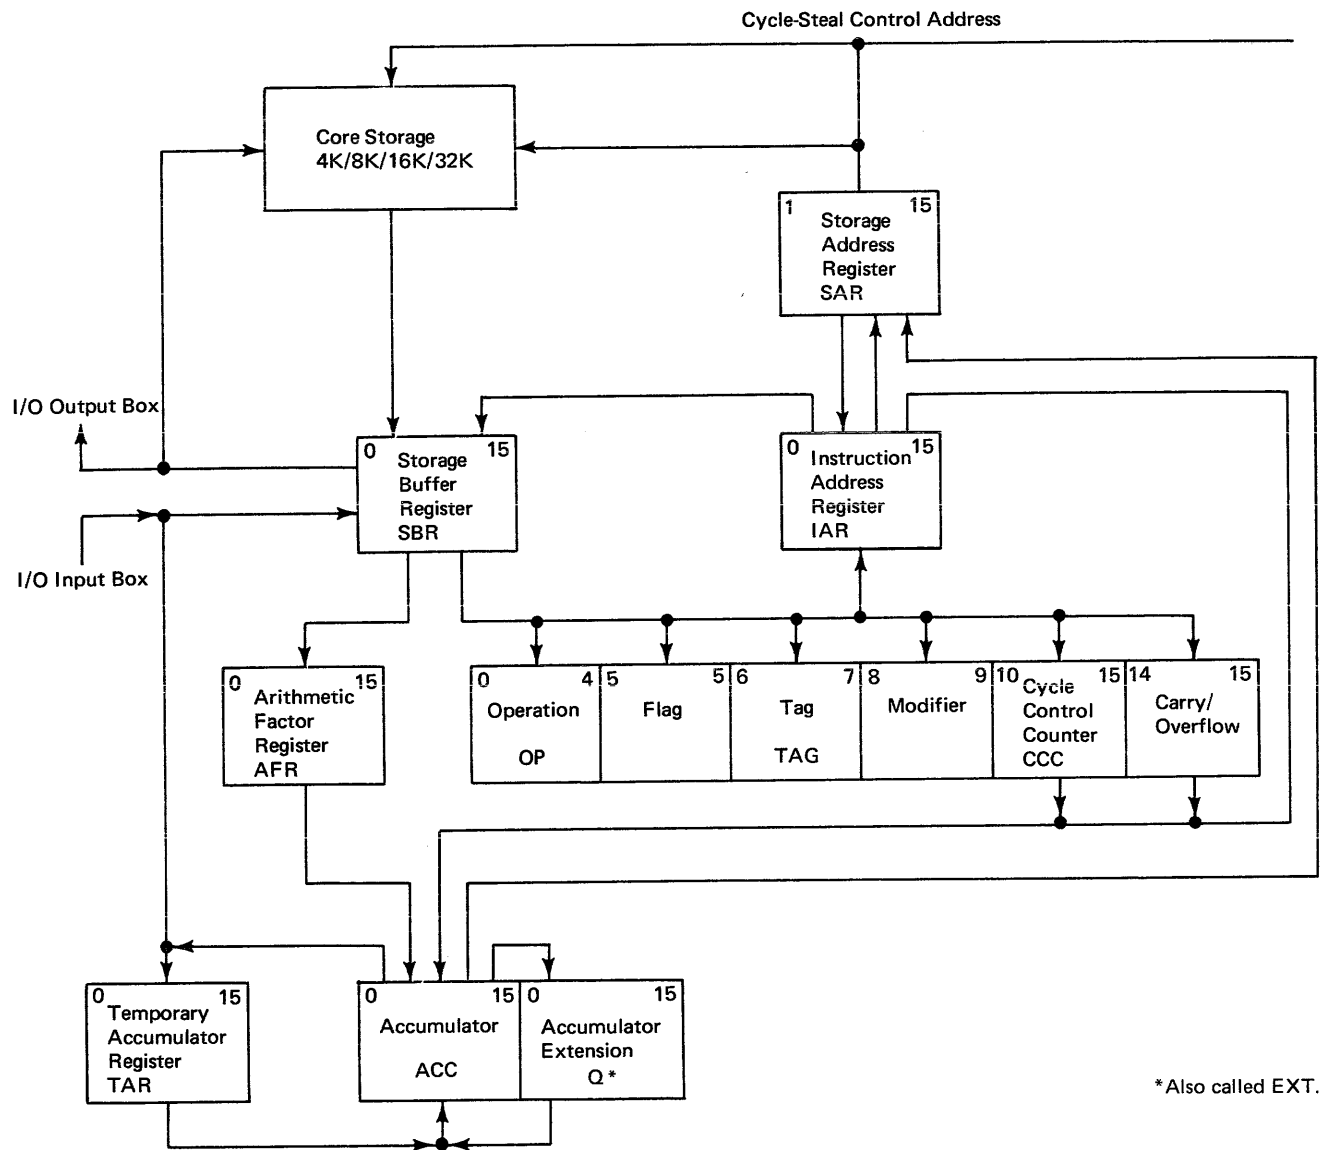 Cycle-Steal Control Address
Core Storage
4K/8K/16K/32K
1 15
Storage
Address
Register
SAR
I/O Output Box
0 15
Storage
Buffer
Register
SBR
0 15
Instruction
Address
Register
IAR
I/O Input Box
0 15
Arithmetic
Factor
Register
AFR
0 4
Operation
OP
5 5
Flag
6 7
Tag
TAG
8 9
Modifier
10 15
Cycle
Control
Counter
CCC
14 15
Carry/
Overflow
0 15
Temporary
Accumulator
Register
TAR
0 15
Accumulator
ACC
0 15
Accumulator
Extension
Q*
*Also called EXT.